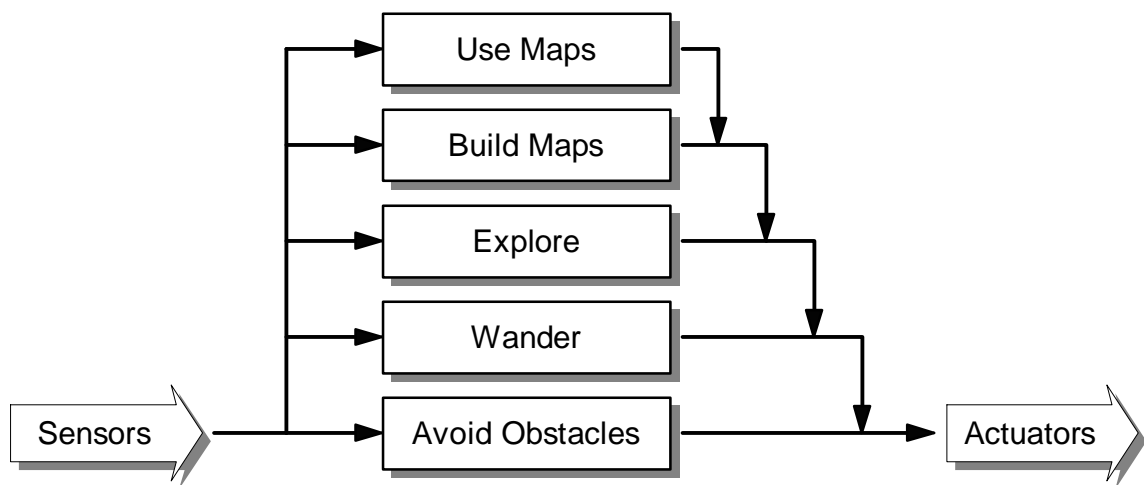 Use Maps
Build Maps
Explore
Wander
Avoid Obstacles
Sensors
Actuators